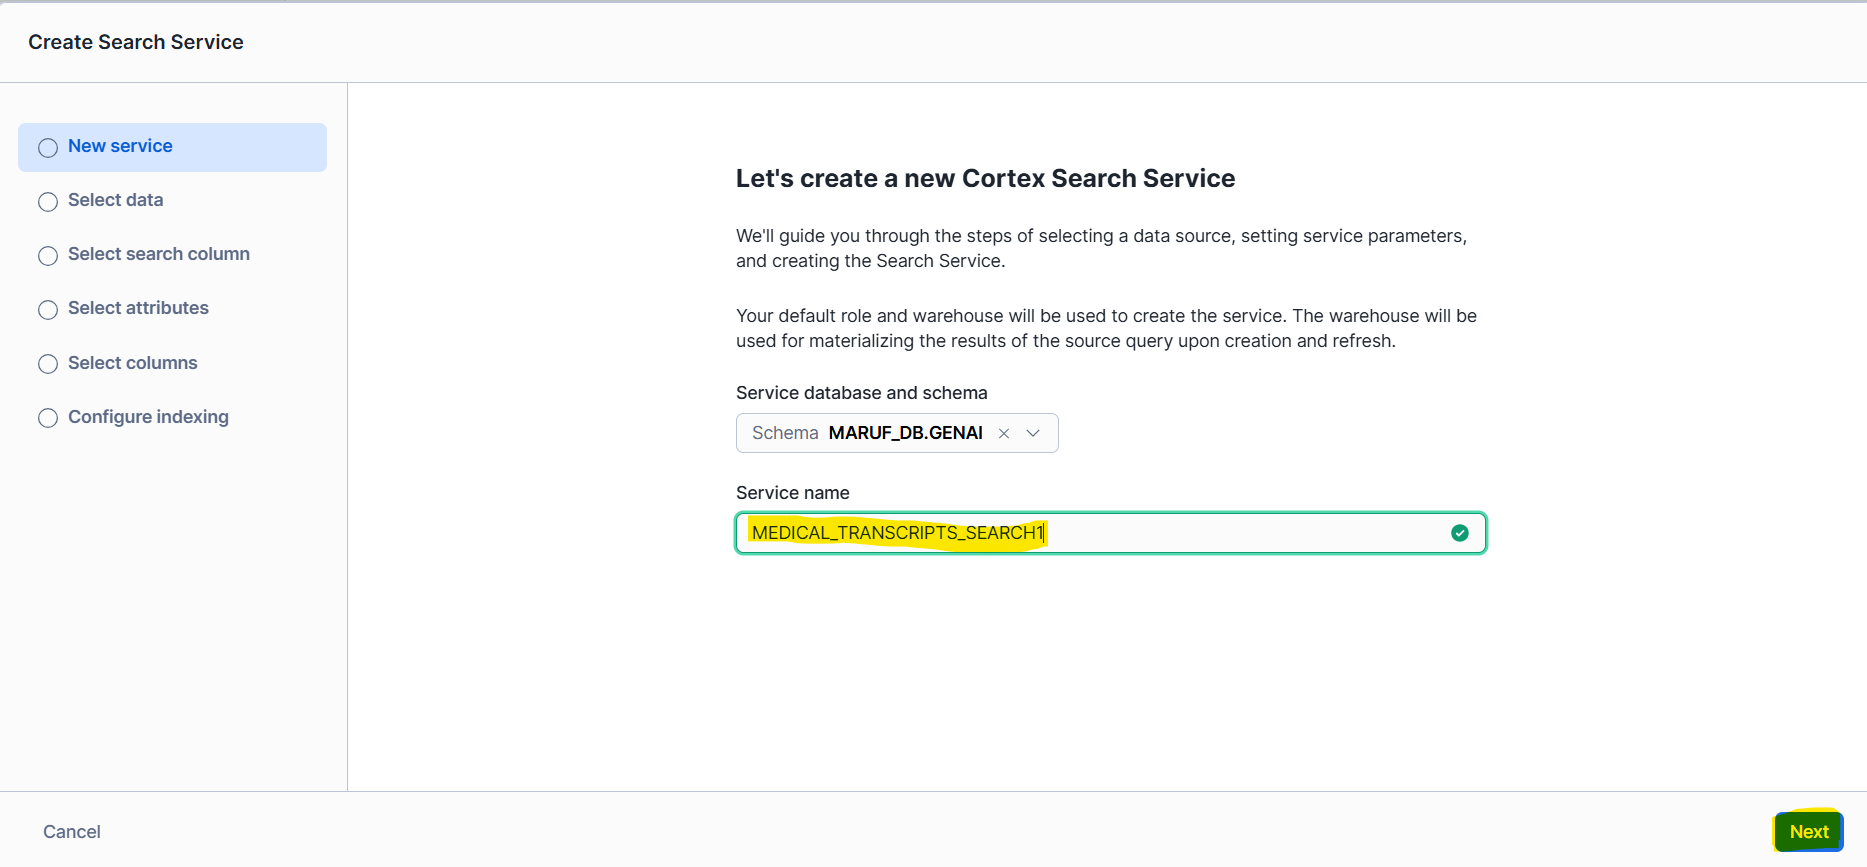 Create Search Service
New service
Select data
Select search column
Select attributes
Select columns
Configure indexing
Let's create a new Cortex Search Service
We'll guide you through the steps of selecting a data source, setting service parameters,
and creating the Search Service.
Your default role and warehouse will be used to create the service. The warehouse will be
used for materializing the results of the source query upon creation and refresh.
Service database and schema
Schema MARUF_DB.GENAI
Service name
MEDICAL_TRANSCRIPTS_SEARCH1
Cancel
Next